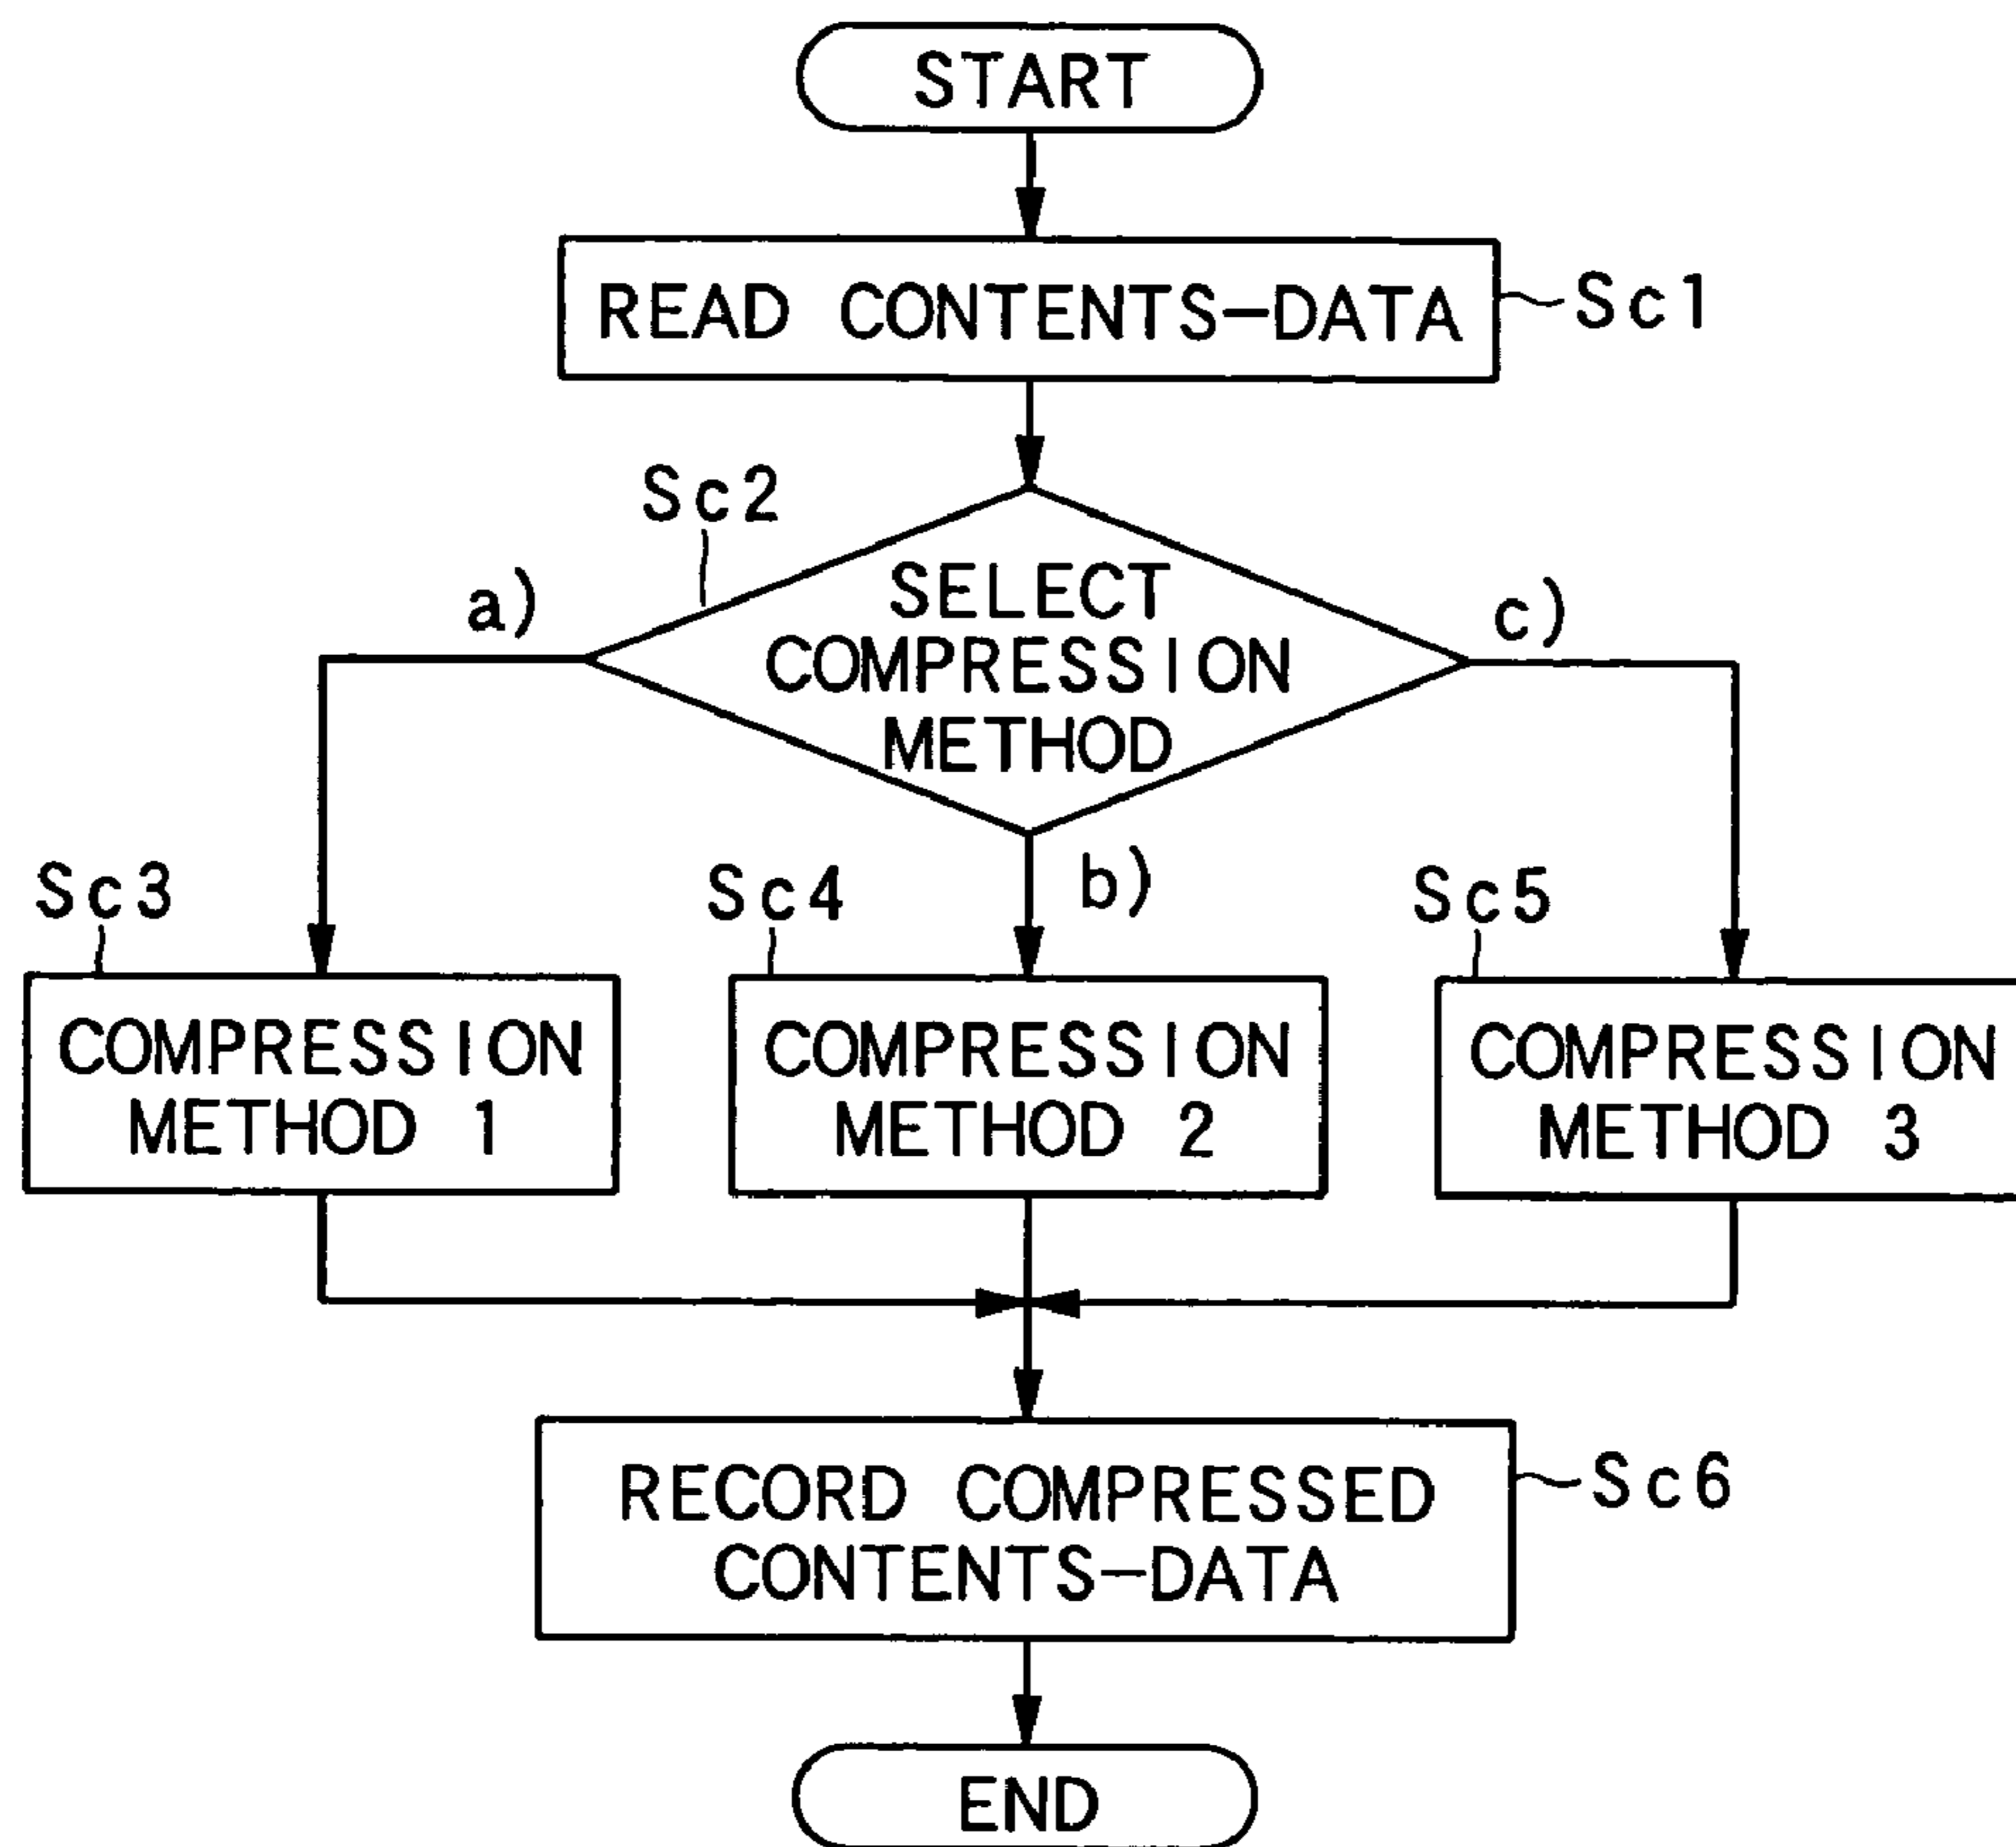 START
READ CONTENTS-DATA
Sc1
Sc2
SELECT
COMPRESSION
METHOD
a)
c)
b)
Sc3
Sc4
Sc5
COMPRESSION
METHOD 1
COMPRESSION
METHOD 2
COMPRESSION
METHOD 3
RECORD COMPRESSED
CONTENTS-DATA
Sc6
END